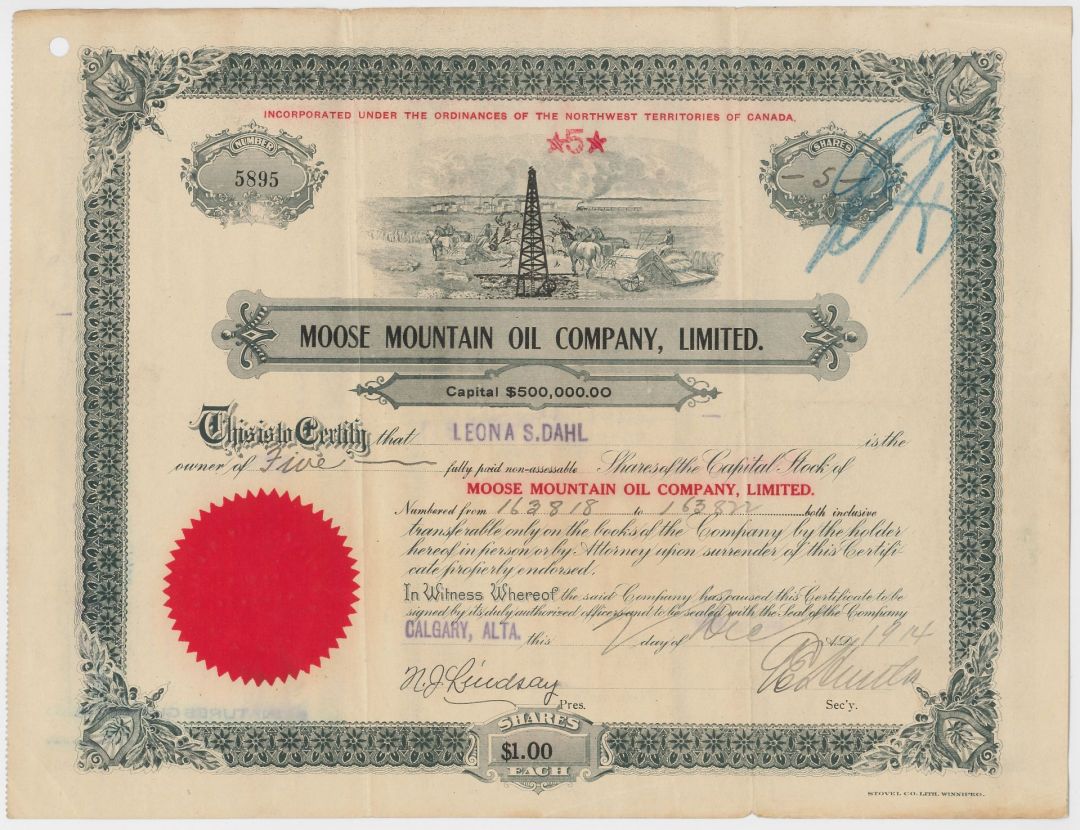 INCORPORATED UNDER THE ORDINANCES OF THE NORTHWEST TERRITORIES OF CANADA.
★5★
NUMBER
5895
SHARES
— 5 —
MOOSE MOUNTAIN OIL COMPANY, LIMITED.
Capital $500,000.00
This is to Certify that LEONA S. DAHL is the
owner of Five fully paid non-assessable Shares of the Capital Stock of
MOOSE MOUNTAIN OIL COMPANY, LIMITED.
Numbered from 163818 to 163822 both inclusive
transferable only on the books of the Company by the holder
hereof in person or by Attorney upon surrender of this Certifi-
cate properly endorsed.
In Witness Whereof the said Company has caused this Certificate to be
signed by its duly authorized officers and to be sealed with the Seal of the Company
CALGARY, ALTA. this day of Dec A.D. 1914
N J Lindsay
Pres.
Sec'y.
SHARES
$1.00
EACH
STOVEL CO. LITH. WINNIPEG.